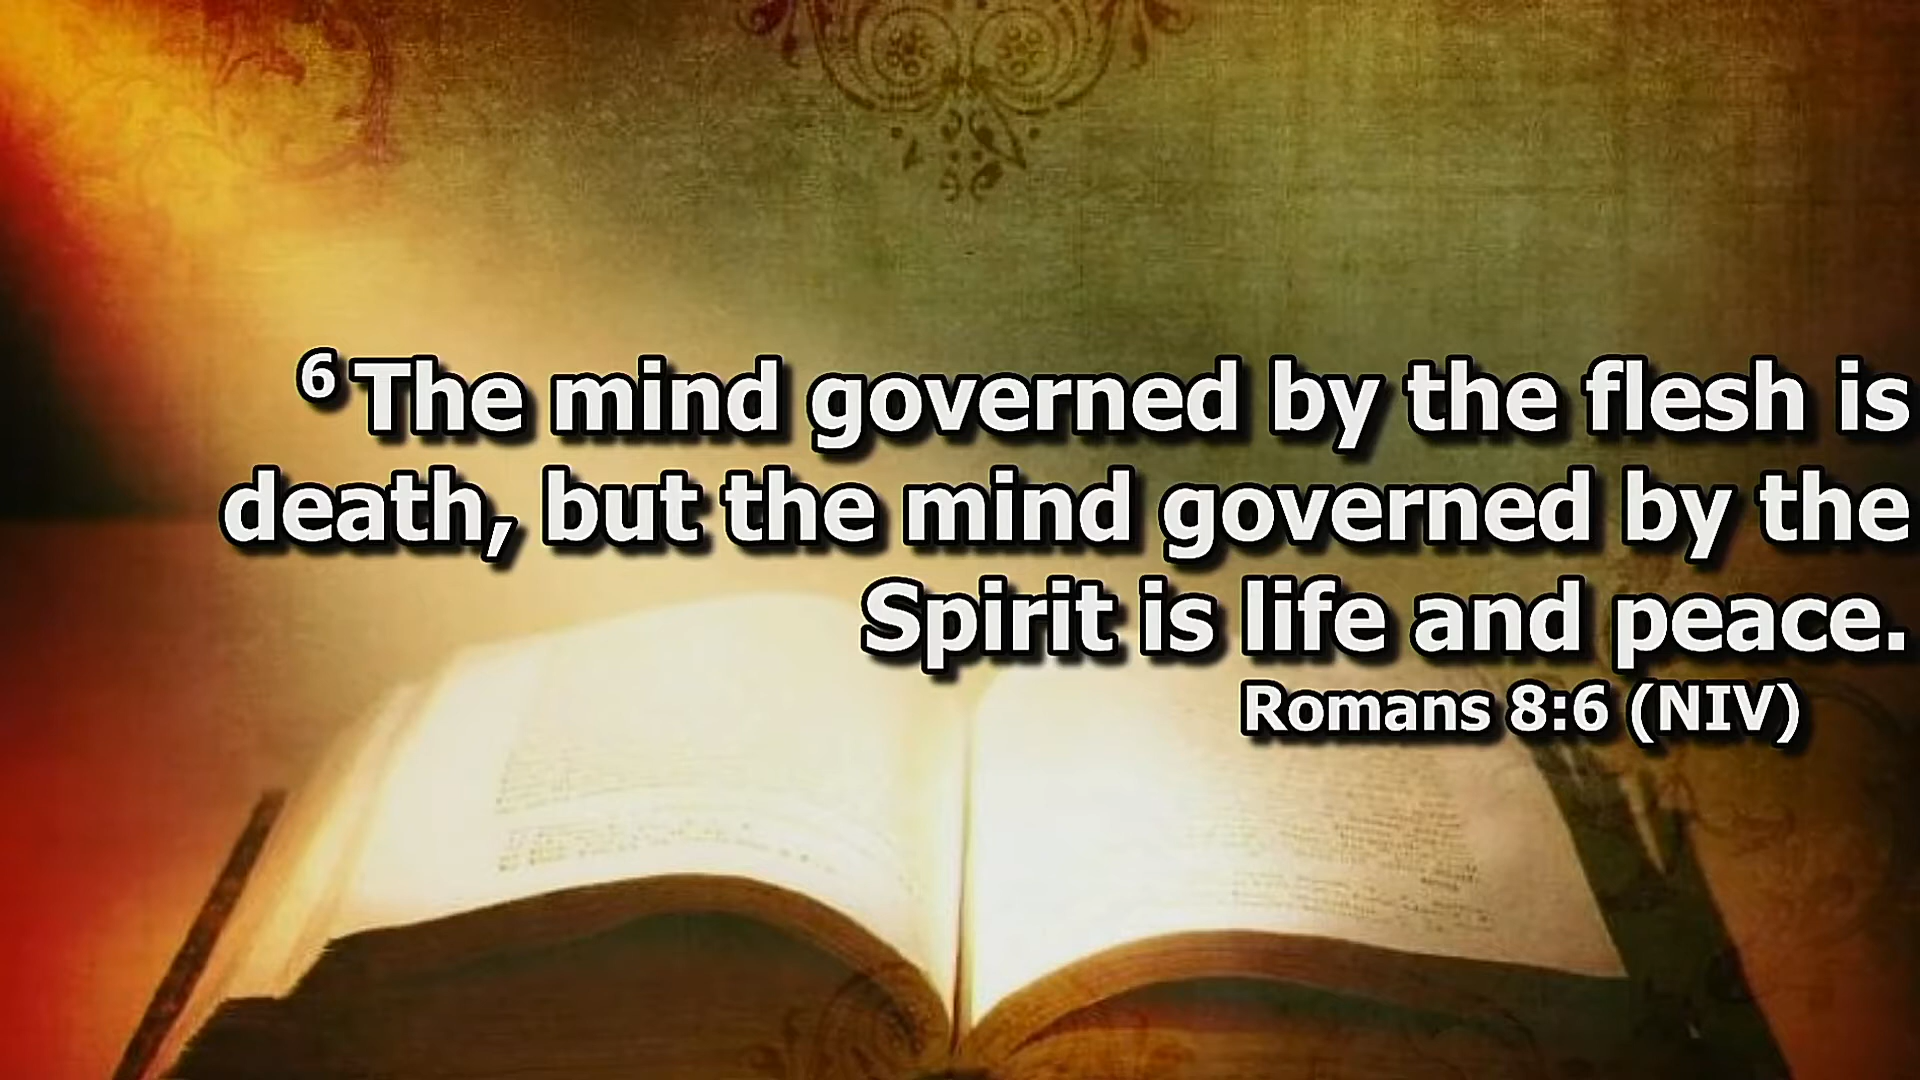 6 The mind governed by the flesh is
death, but the mind governed by the
Spirit is life and peace.
Romans 8:6 (NIV)